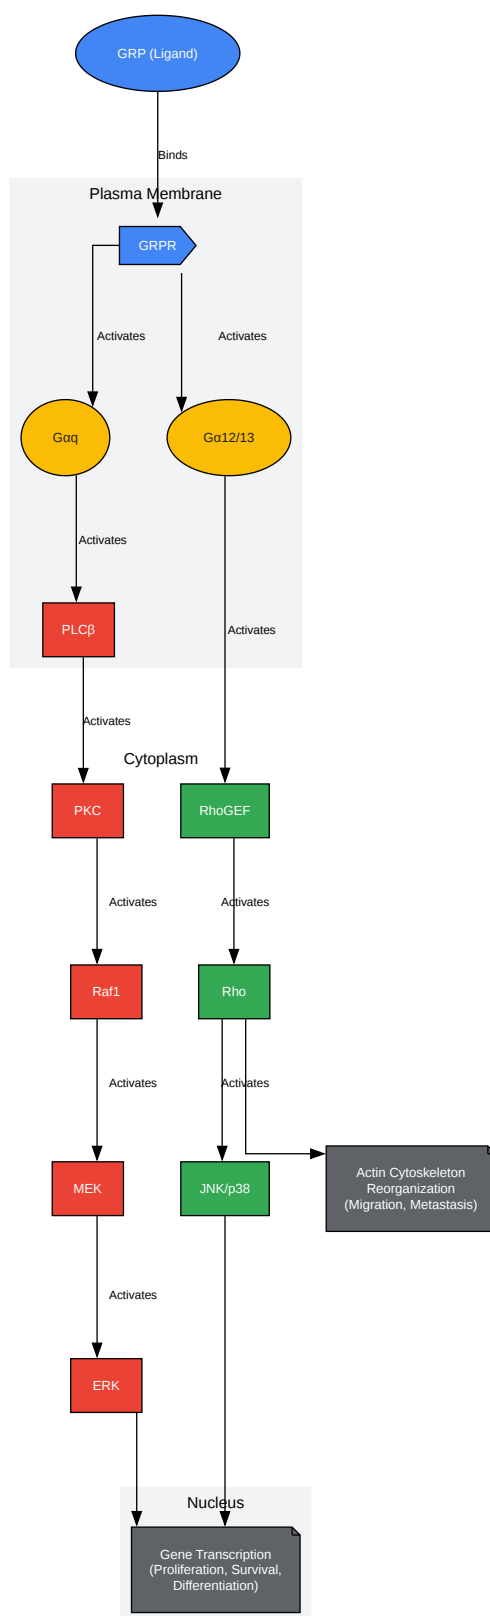 GRP (Ligand)
Binds
Plasma Membrane
GRPR
Activates
Activates
Gαq
Gα12/13
Activates
PLCβ
Activates
Activates
Cytoplasm
PKC
RhoGEF
Activates
Activates
Raf1
Rho
Activates
Activates
Actin Cytoskeleton
Reorganization
(Migration, Metastasis)
MEK
JNK/p38
Activates
ERK
Nucleus
Gene Transcription
(Proliferation, Survival,
Differentiation)